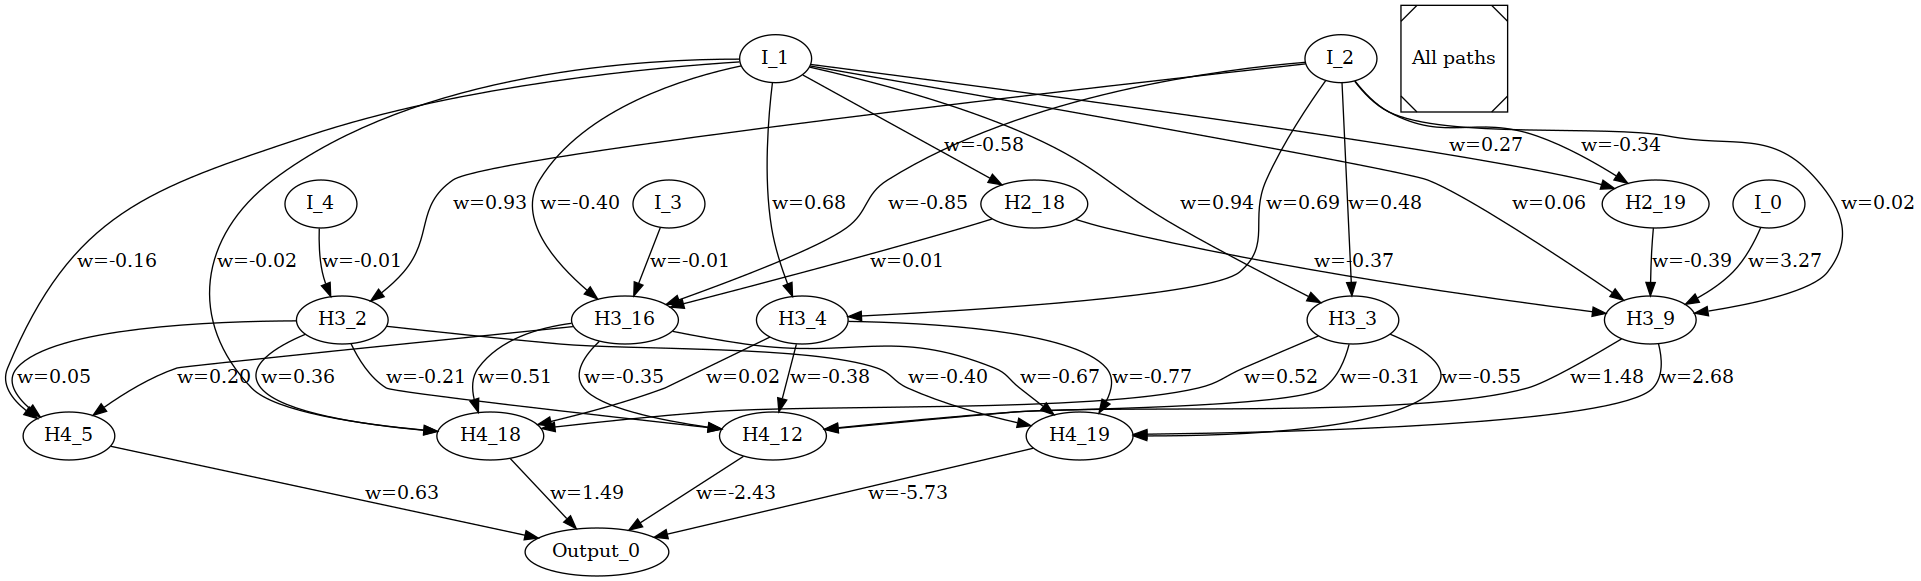 I_1
I_2
All paths
w=-0.58
w=0.27
w=-0.34
I_4
w=0.93
w=-0.40
I_3
w=0.68
w=-0.85
H2_18
w=0.94
w=0.69
w=0.48
w=0.06
H2_19
I_0
w=0.02
w=-0.16
w=-0.02
w=-0.01
w=-0.01
w=0.01
w=-0.37
w=-0.39
w=3.27
H3_2
H3_16
H3_4
H3_3
H3_9
w=0.05
w=0.20
w=0.36
w=-0.21
w=0.51
w=-0.35
w=0.02
w=-0.38
w=-0.40
w=-0.67
w=-0.77
w=0.52
w=-0.31
w=-0.55
w=1.48
w=2.68
H4_5
H4_18
H4_12
H4_19
w=0.63
w=1.49
w=-2.43
w=-5.73
Output_0